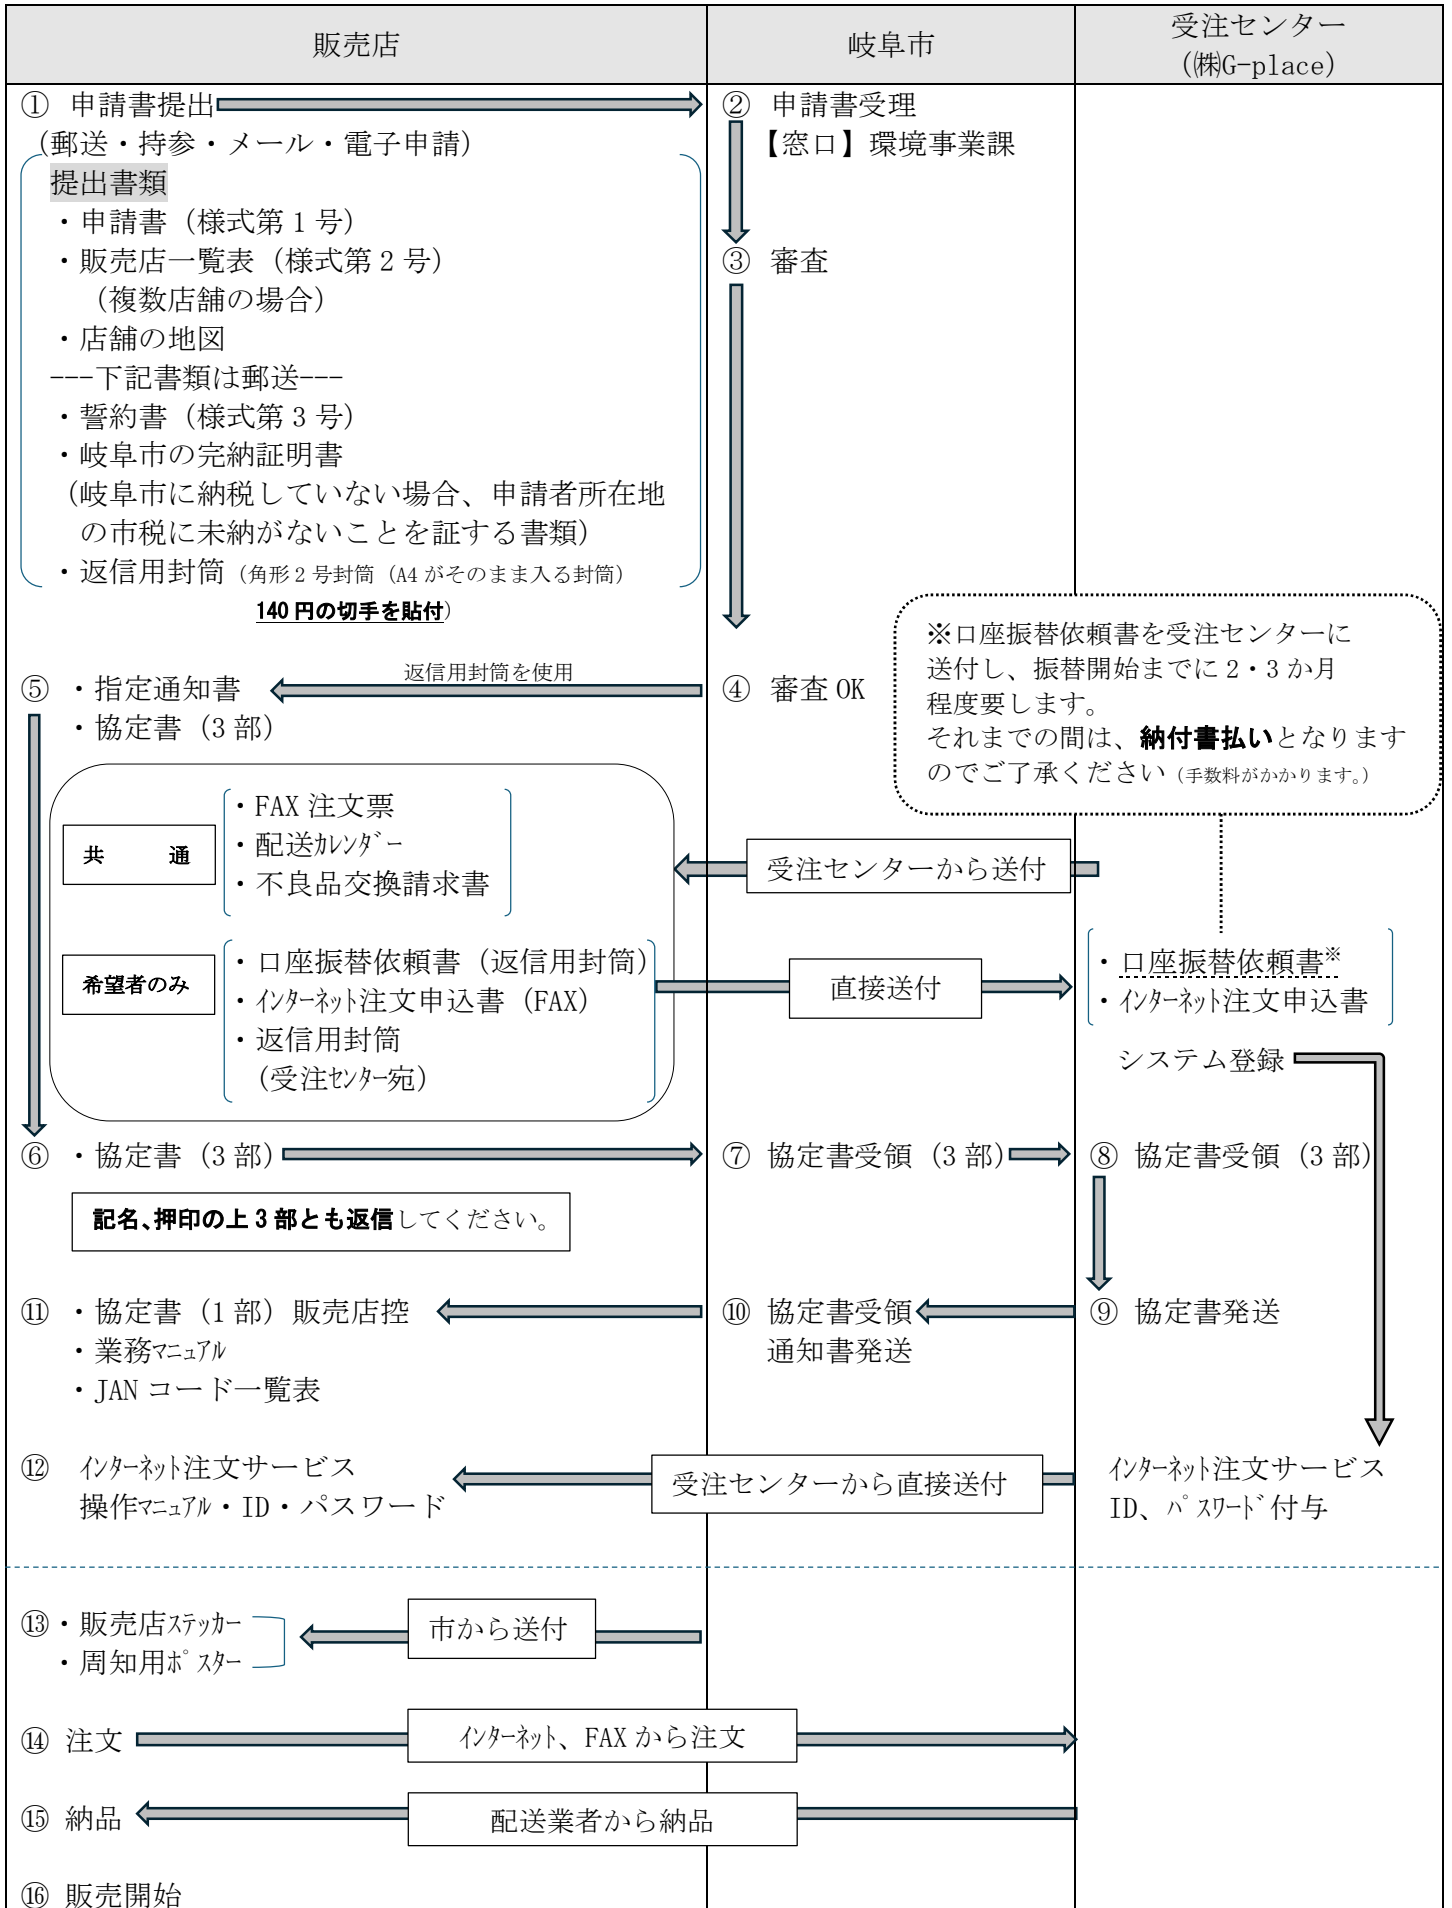 販売店
岐阜市
受注センター
（㈱G-place）
① 申請書提出
（郵送・持参・メール・電子申請）
提出書類
・申請書（様式第1号）
・販売店一覧表（様式第2号）
（複数店舗の場合）
・店舗の地図
---下記書類は郵送---
・誓約書（様式第3号）
・岐阜市の完納証明書
（岐阜市に納税していない場合、申請者所在地
の市税に未納がないことを証する書類）
・返信用封筒（角形2号封筒（A4がそのまま入る封筒）
140円の切手を貼付）
② 申請書受理
【窓口】環境事業課
③ 審査
※口座振替依頼書を受注センターに
送付し、振替開始までに2・3か月
程度要します。
それまでの間は、納付書払いとなります
のでご了承ください（手数料がかかります。）
④ 審査OK
返信用封筒を使用
⑤ ・指定通知書
・協定書（3部）
共　通
・FAX注文票
・配送ｶﾚﾝﾀﾞｰ
・不良品交換請求書
受注センターから送付
希望者のみ
・口座振替依頼書（返信用封筒）
・ｲﾝﾀｰﾈｯﾄ注文申込書（FAX）
・返信用封筒
（受注ｾﾝﾀｰ宛）
直接送付
・口座振替依頼書※
・ｲﾝﾀｰﾈｯﾄ注文申込書
システム登録
⑥ ・協定書（3部）
⑦ 協定書受領（3部）
⑧ 協定書受領（3部）
記名、押印の上3部とも返信してください。
⑪ ・協定書（1部）販売店控
・業務ﾏﾆｭｱﾙ
・JANコード一覧表
⑩ 協定書受領
通知書発送
⑨ 協定書発送
⑫ ｲﾝﾀｰﾈｯﾄ注文サービス
操作ﾏﾆｭｱﾙ・ID・パスワード
受注センターから直接送付
ｲﾝﾀｰﾈｯﾄ注文サービス
ID、ﾊﾟｽﾜｰﾄﾞ付与
⑬・販売店ｽﾃｯｶｰ
・周知用ﾎﾟｽﾀｰ
市から送付
⑭ 注文
ｲﾝﾀｰﾈｯﾄ、FAXから注文
⑮ 納品
配送業者から納品
⑯ 販売開始